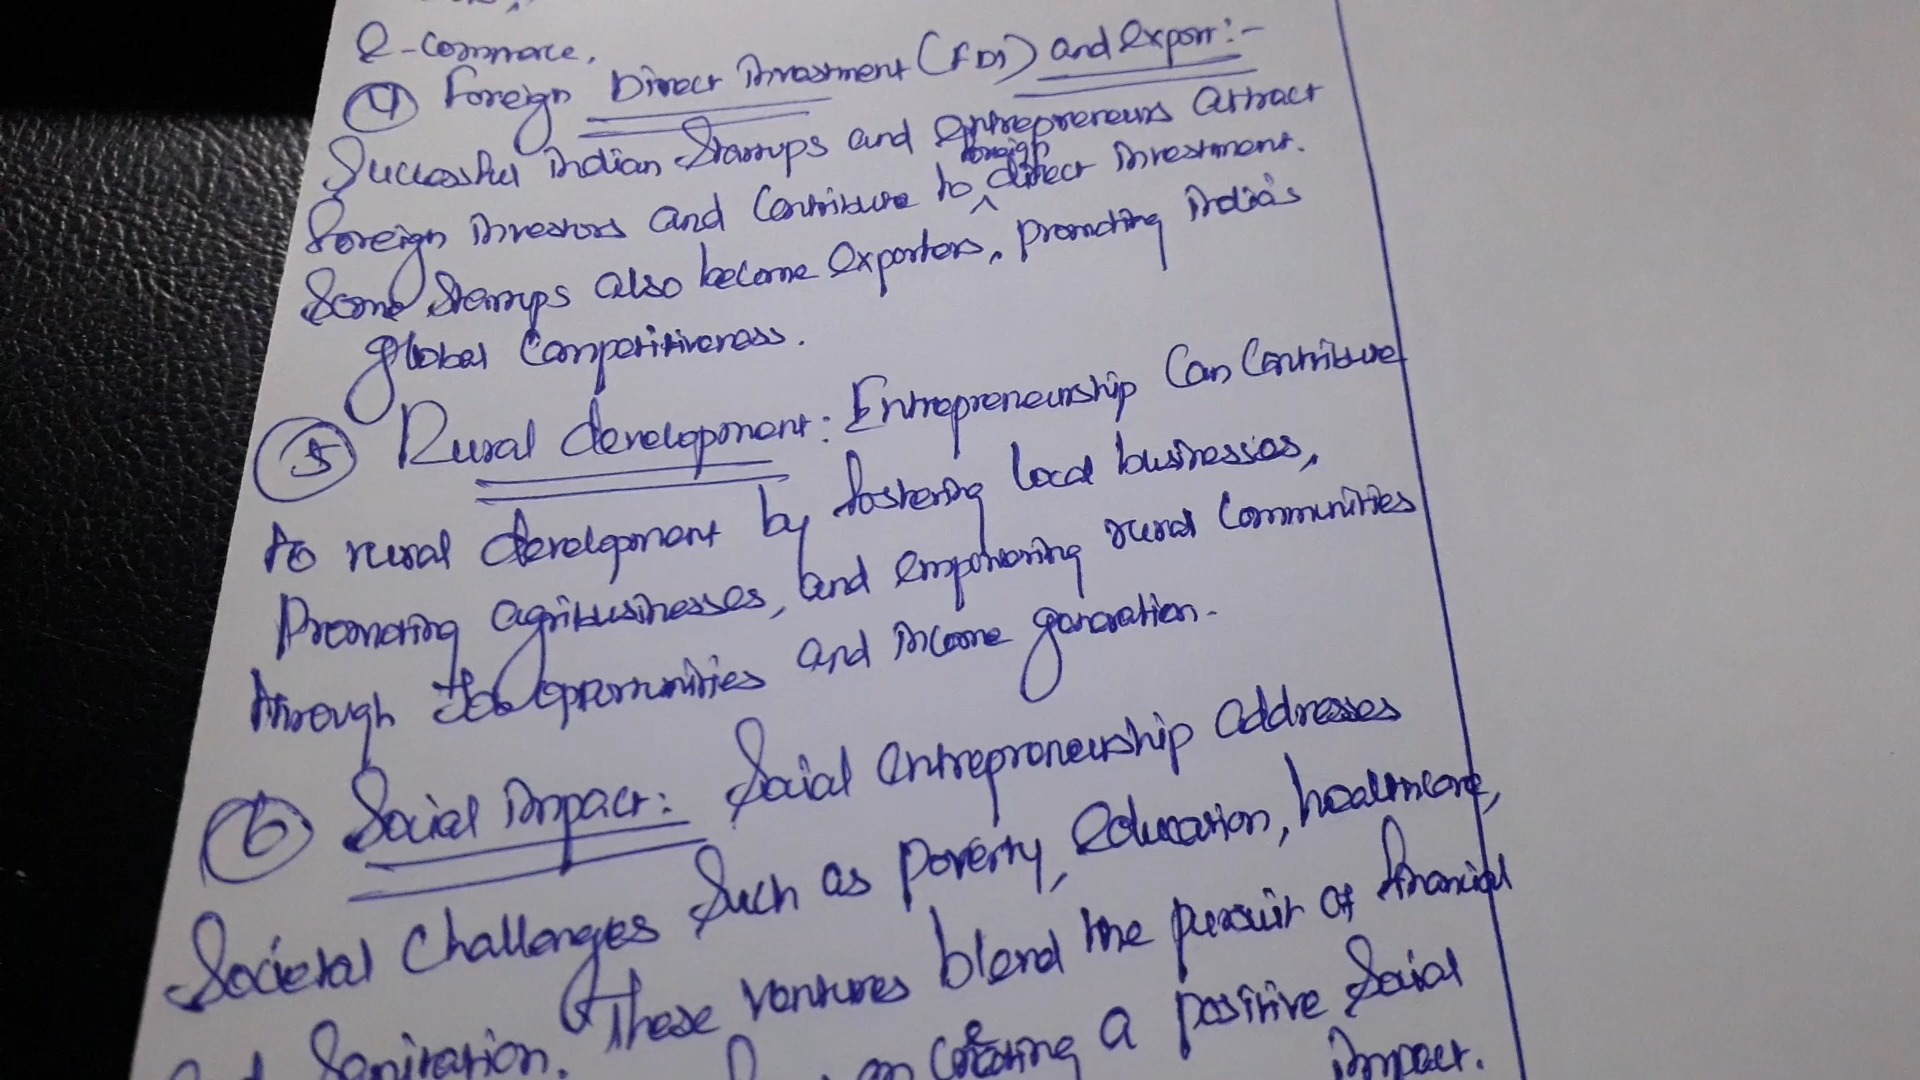 e-commerce.
④ Foreign Direct Investment (FDI) and export:-
Successful indian Startups and entrepreneurs attract
foreign investors and Contribute to foreign direct investment.
Some Startups also become exporters, promoting india's
global Competitiveness.
⑤ Rural development: Entrepreneurship Can Contribute
to rural development by fostering local businesses,
Promoting agribusinesses, and empowering rural Communities
through Job opportunities and income generation.
⑥ Social impact: Social entrepreneurship addresses
Societal Challenges Such as poverty, education, healthcare,
Sanitation. These ventures blend the pursuit of financial
on Creating a positive Social
impact.